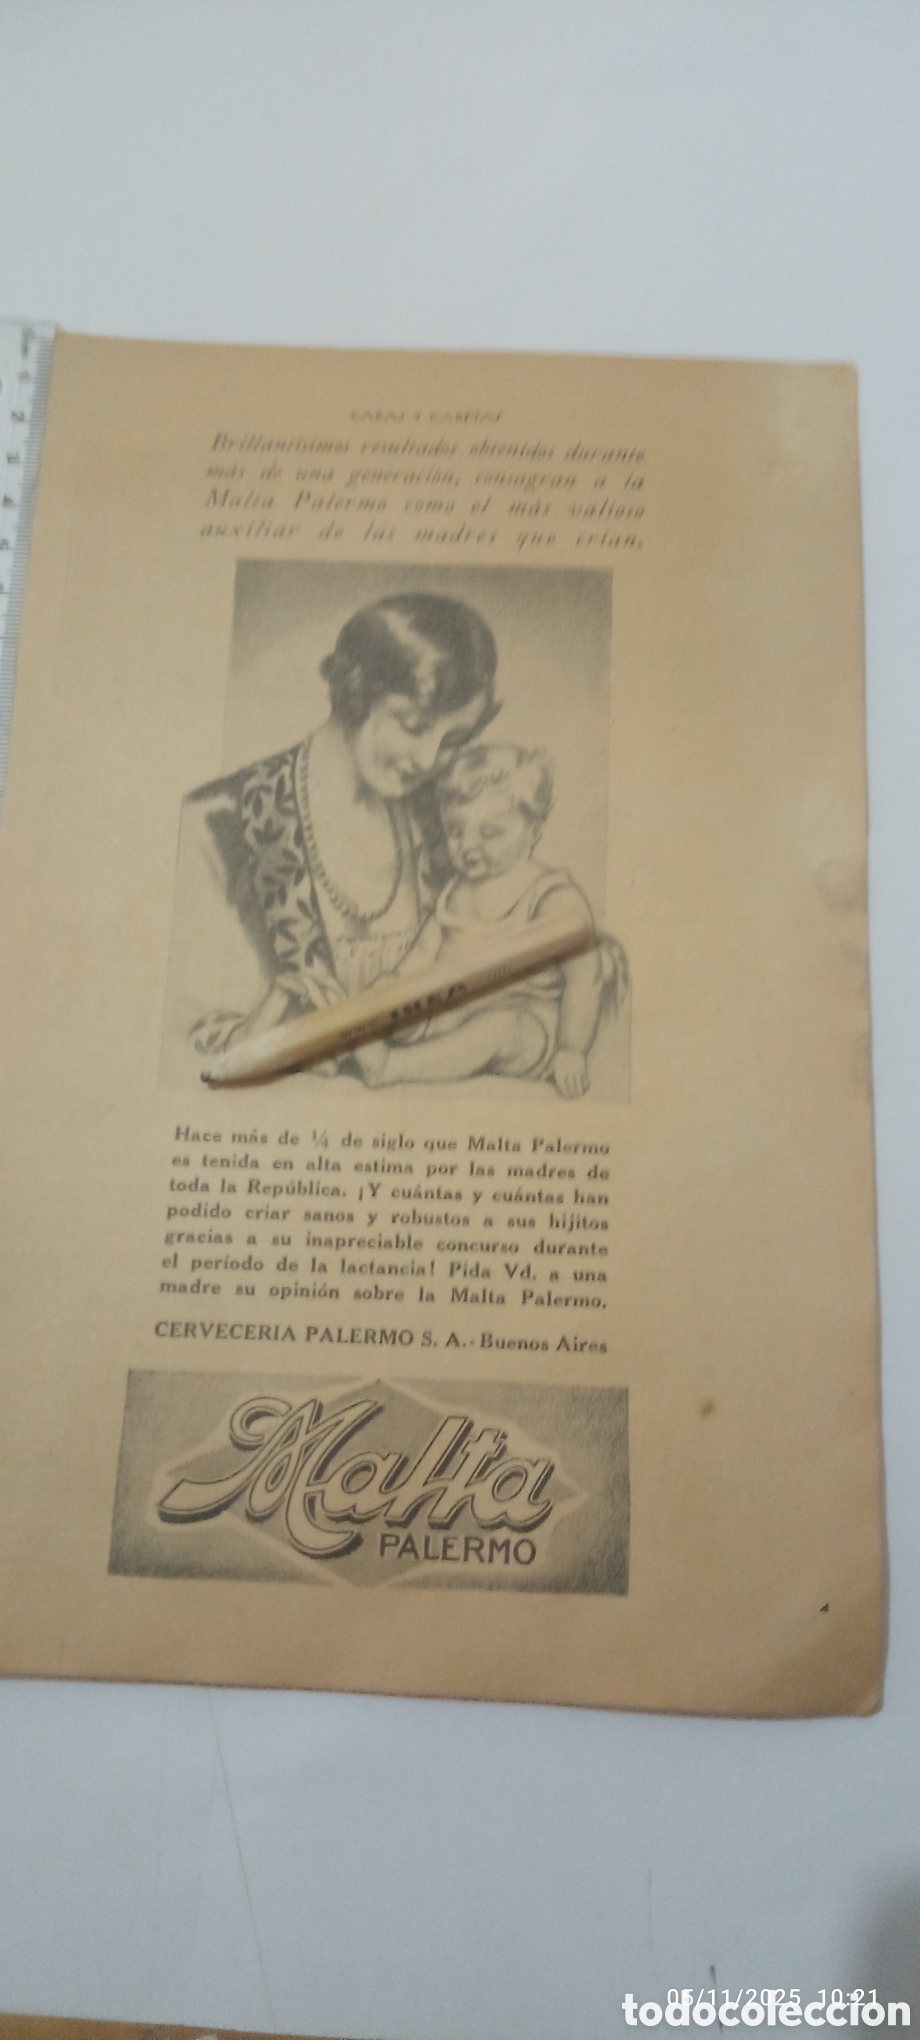 CARAS Y CARETAS
Brillantísimos resultados obtenidos durante
más de una generación, consagran a la
Malta Palermo como el más valioso
auxiliar de las madres que crían.
IKEA
Hace más de ¼ de siglo que Malta Palermo
es tenida en alta estima por las madres de
toda la República. ¡Y cuántas y cuántas han
podido criar sanos y robustos a sus hijitos
gracias a su inapreciable concurso durante
el período de la lactancia! Pida Vd. a una
madre su opinión sobre la Malta Palermo.
CERVECERIA PALERMO S. A.-Buenos Aires
Malta
PALERMO
05/11/2025 10:21
todocoleccion